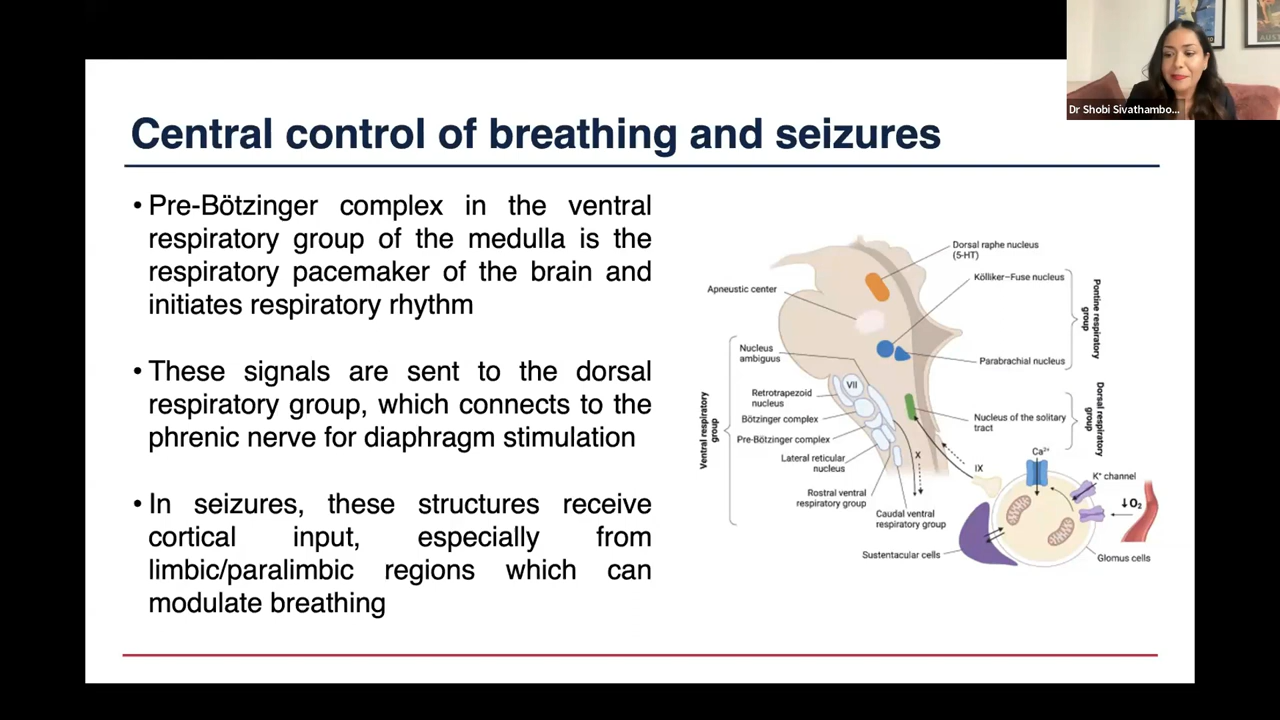 Dr Shobi Sivathambo...
Central control of breathing and seizures
• Pre-Bötzinger complex in the ventral
respiratory group of the medulla is the
respiratory pacemaker of the brain and
initiates respiratory rhythm
• These signals are sent to the dorsal
respiratory group, which connects to the
phrenic nerve for diaphragm stimulation
• In seizures, these structures receive
cortical input, especially from
limbic/paralimbic regions which can
modulate breathing
Dorsal raphe nucleus
(5-HT)
Kölliker–Fuse nucleus
Apneustic center
Pontine respiratory
group
Nucleus
ambiguus
Parabrachial nucleus
VII
Retrotrapezoid
nucleus
Bötzinger complex
Pre-Bötzinger complex
Lateral reticular
nucleus
Rostral ventral
respiratory group
Caudal ventral
respiratory group
Ventral respiratory
group
Nucleus of the solitary
tract
Dorsal respiratory
group
X
IX
Ca²⁺
K⁺ channel
↓O₂
Sustentacular cells
Glomus cells